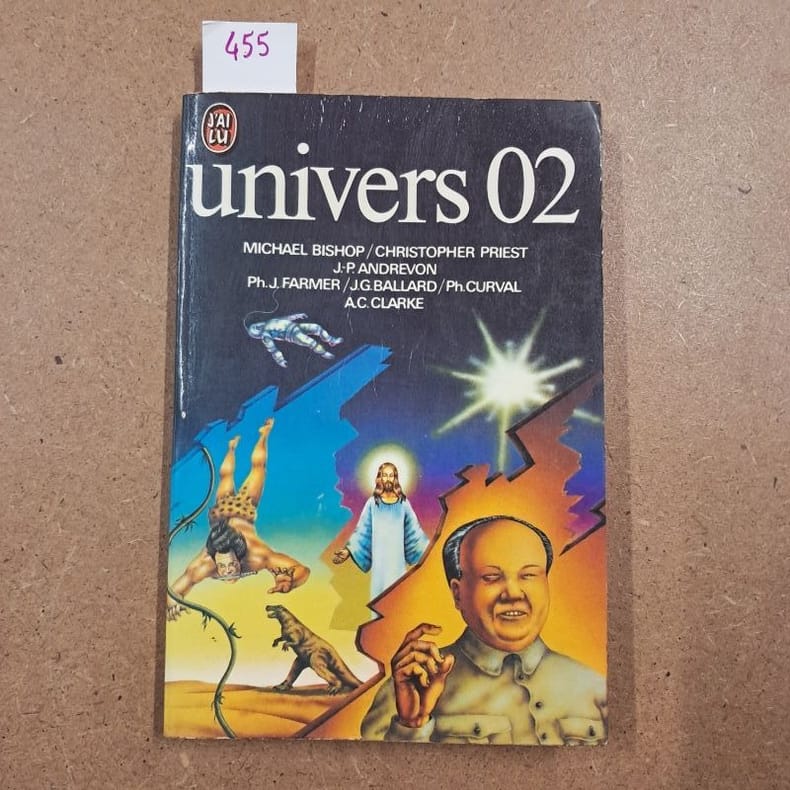 455
J'AI
LU
univers 02
MICHAEL BISHOP/CHRISTOPHER PRIEST
J.-P. ANDREVON
Ph. J. FARMER/J.G. BALLARD/Ph. CURVAL
A.C. CLARKE